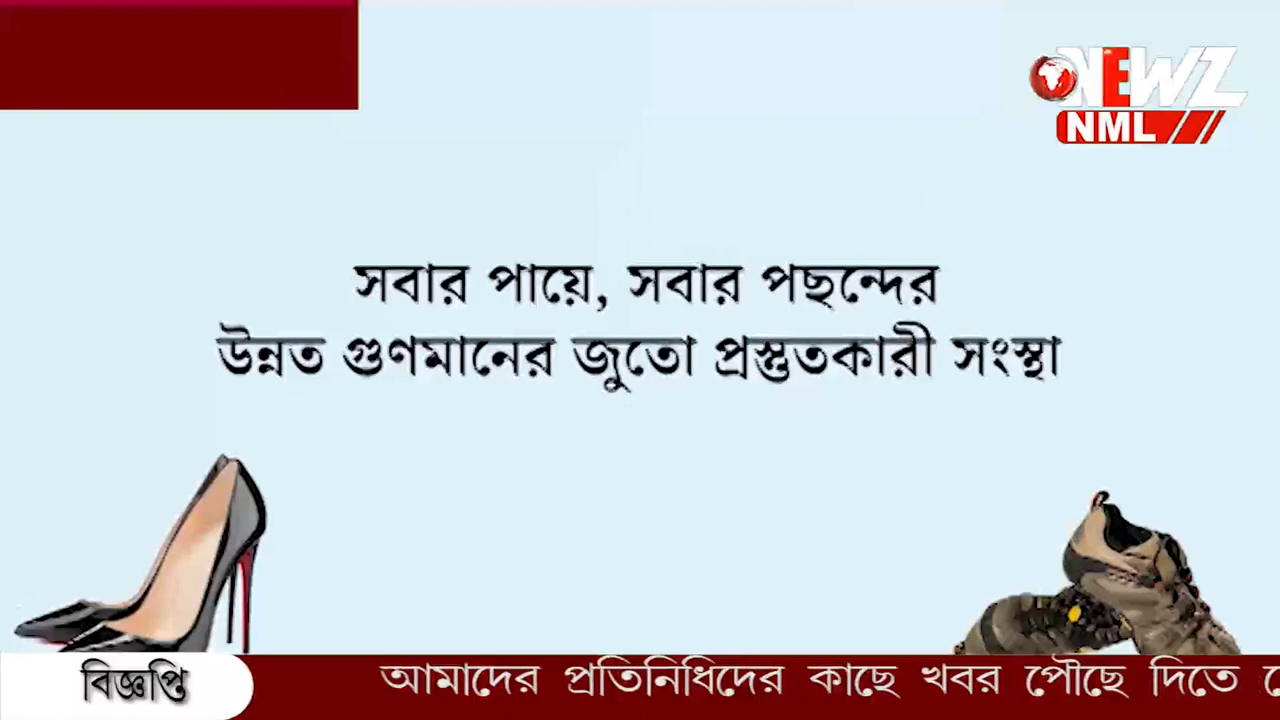 NEWZ
NML
সবার পায়ে, সবার পছন্দের
উন্নত গুণমানের জুতো প্রস্তুতকারী সংস্থা
বিজ্ঞপ্তি
আমাদের প্রতিনিধিদের কাছে খবর পৌছে দিতে